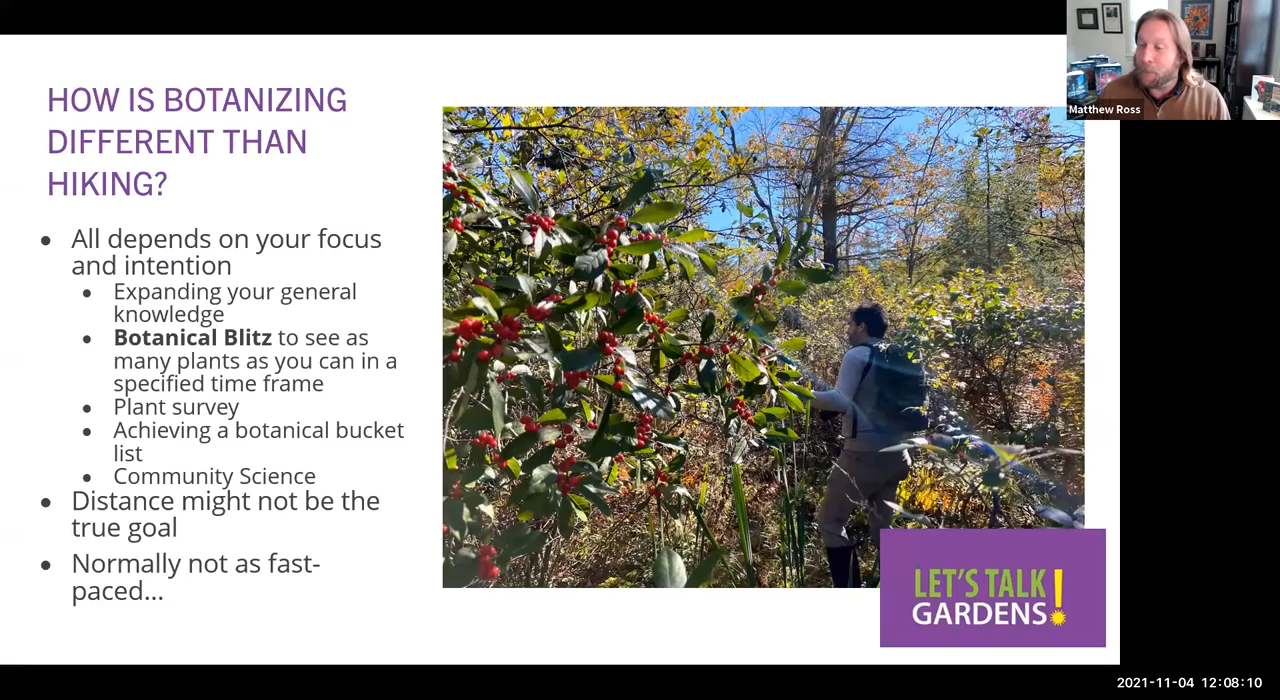 HOW IS BOTANIZING
DIFFERENT THAN
HIKING?
• All depends on your focus
and intention
• Expanding your general
knowledge
• Botanical Blitz to see as
many plants as you can in a
specified time frame
• Plant survey
• Achieving a botanical bucket
list
• Community Science
• Distance might not be the
true goal
• Normally not as fast-
paced...
Matthew Ross
LET'S TALK
GARDENS!
2021-11-04 12:08:10